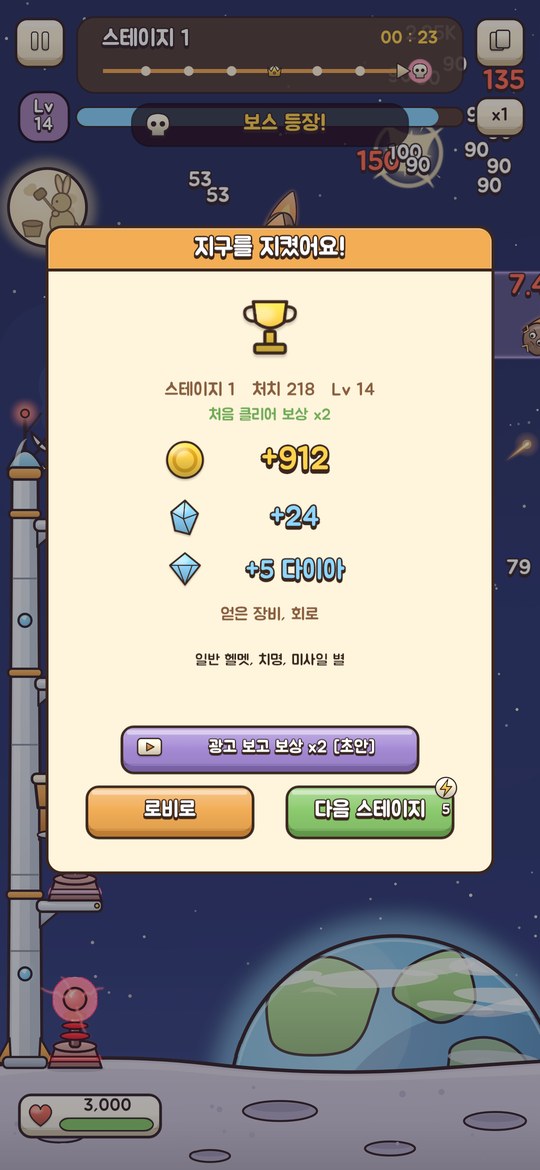 스테이지 1
00 : 23
135
Lv
14
보스 등장!
x1
150
100
90
90
90
90
53
53
지구를 지켰어요!
7.4
스테이지 1 처치 218 Lv 14
처음 클리어 보상 x2
+912
+24
+5 다이아
79
얻은 장비, 회로
일반 헬멧, 치명, 미사일 별
광고 보고 보상 x2 [초안]
로비로
다음 스테이지
5
3,000